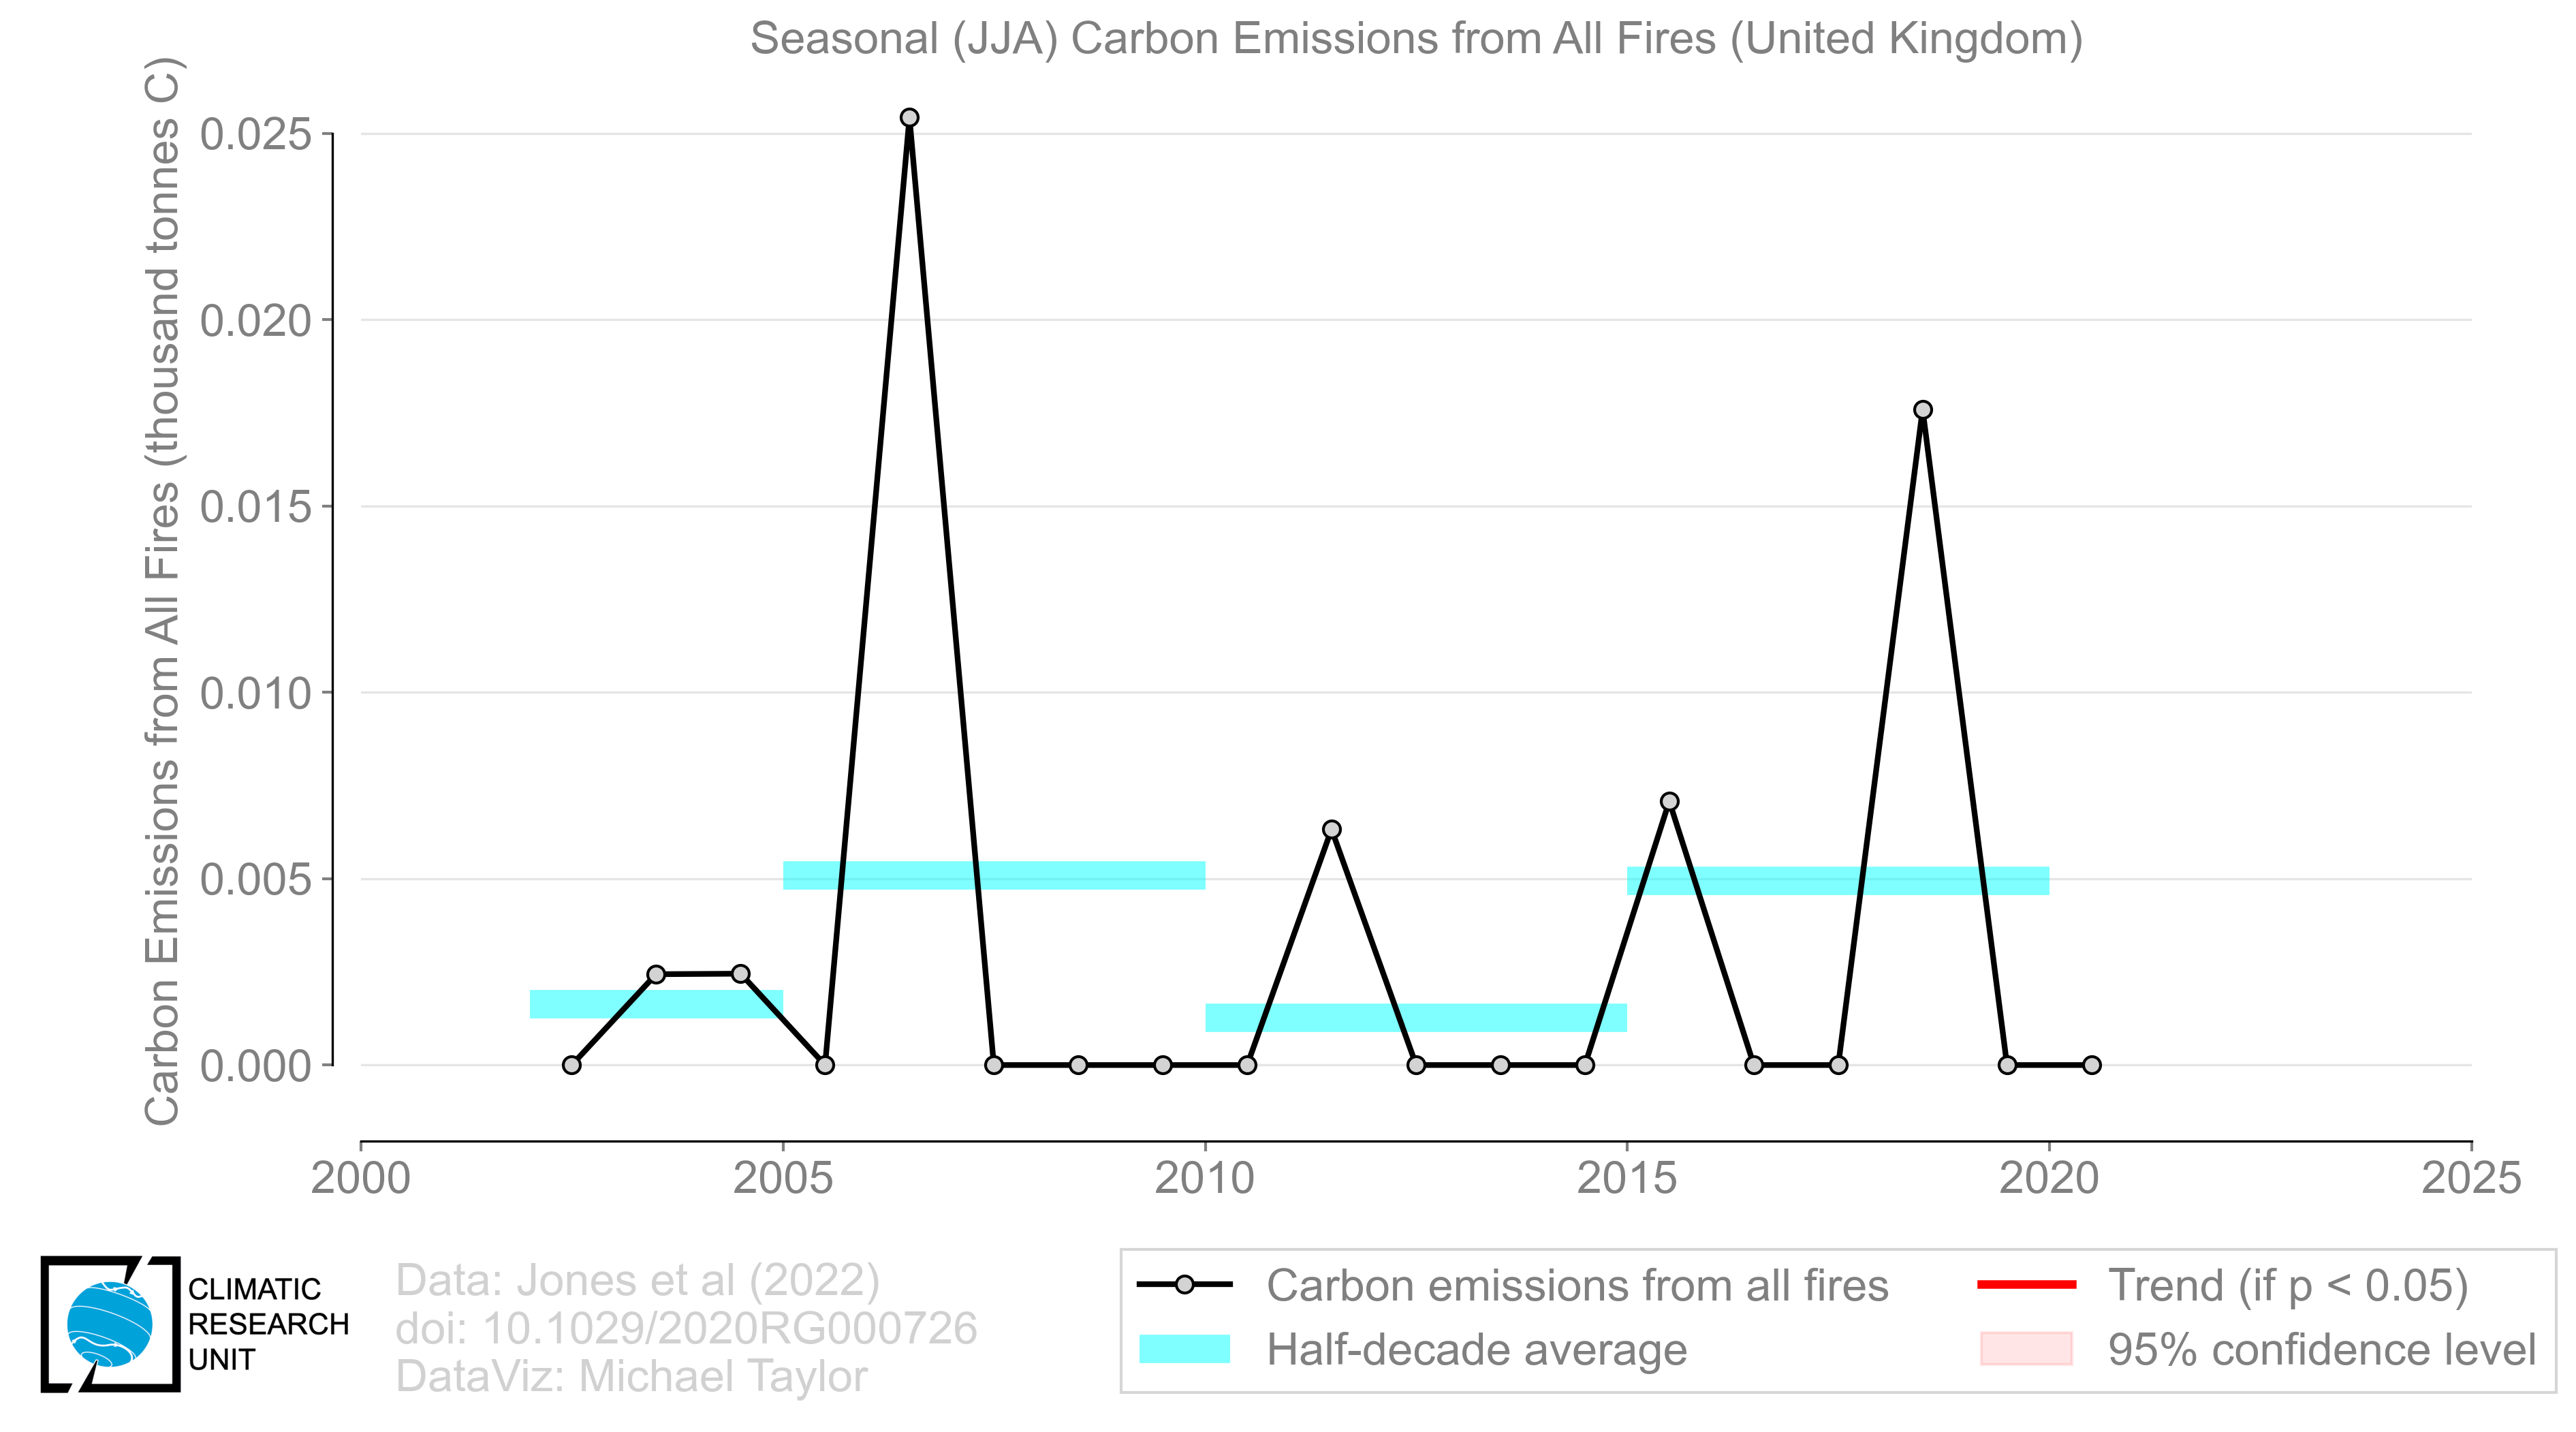 Seasonal (JJA) Carbon Emissions from All Fires (United Kingdom)
Carbon Emissions from All Fires (thousand tonnes C)
0.025
0.020
0.015
0.010
0.005
0.000
2000 2005 2010 2015 2020 2025
CLIMATIC
RESEARCH
UNIT
Data: Jones et al (2022)
doi: 10.1029/2020RG000726
DataViz: Michael Taylor
Carbon emissions from all fires
Half-decade average
Trend (if p < 0.05)
95% confidence level